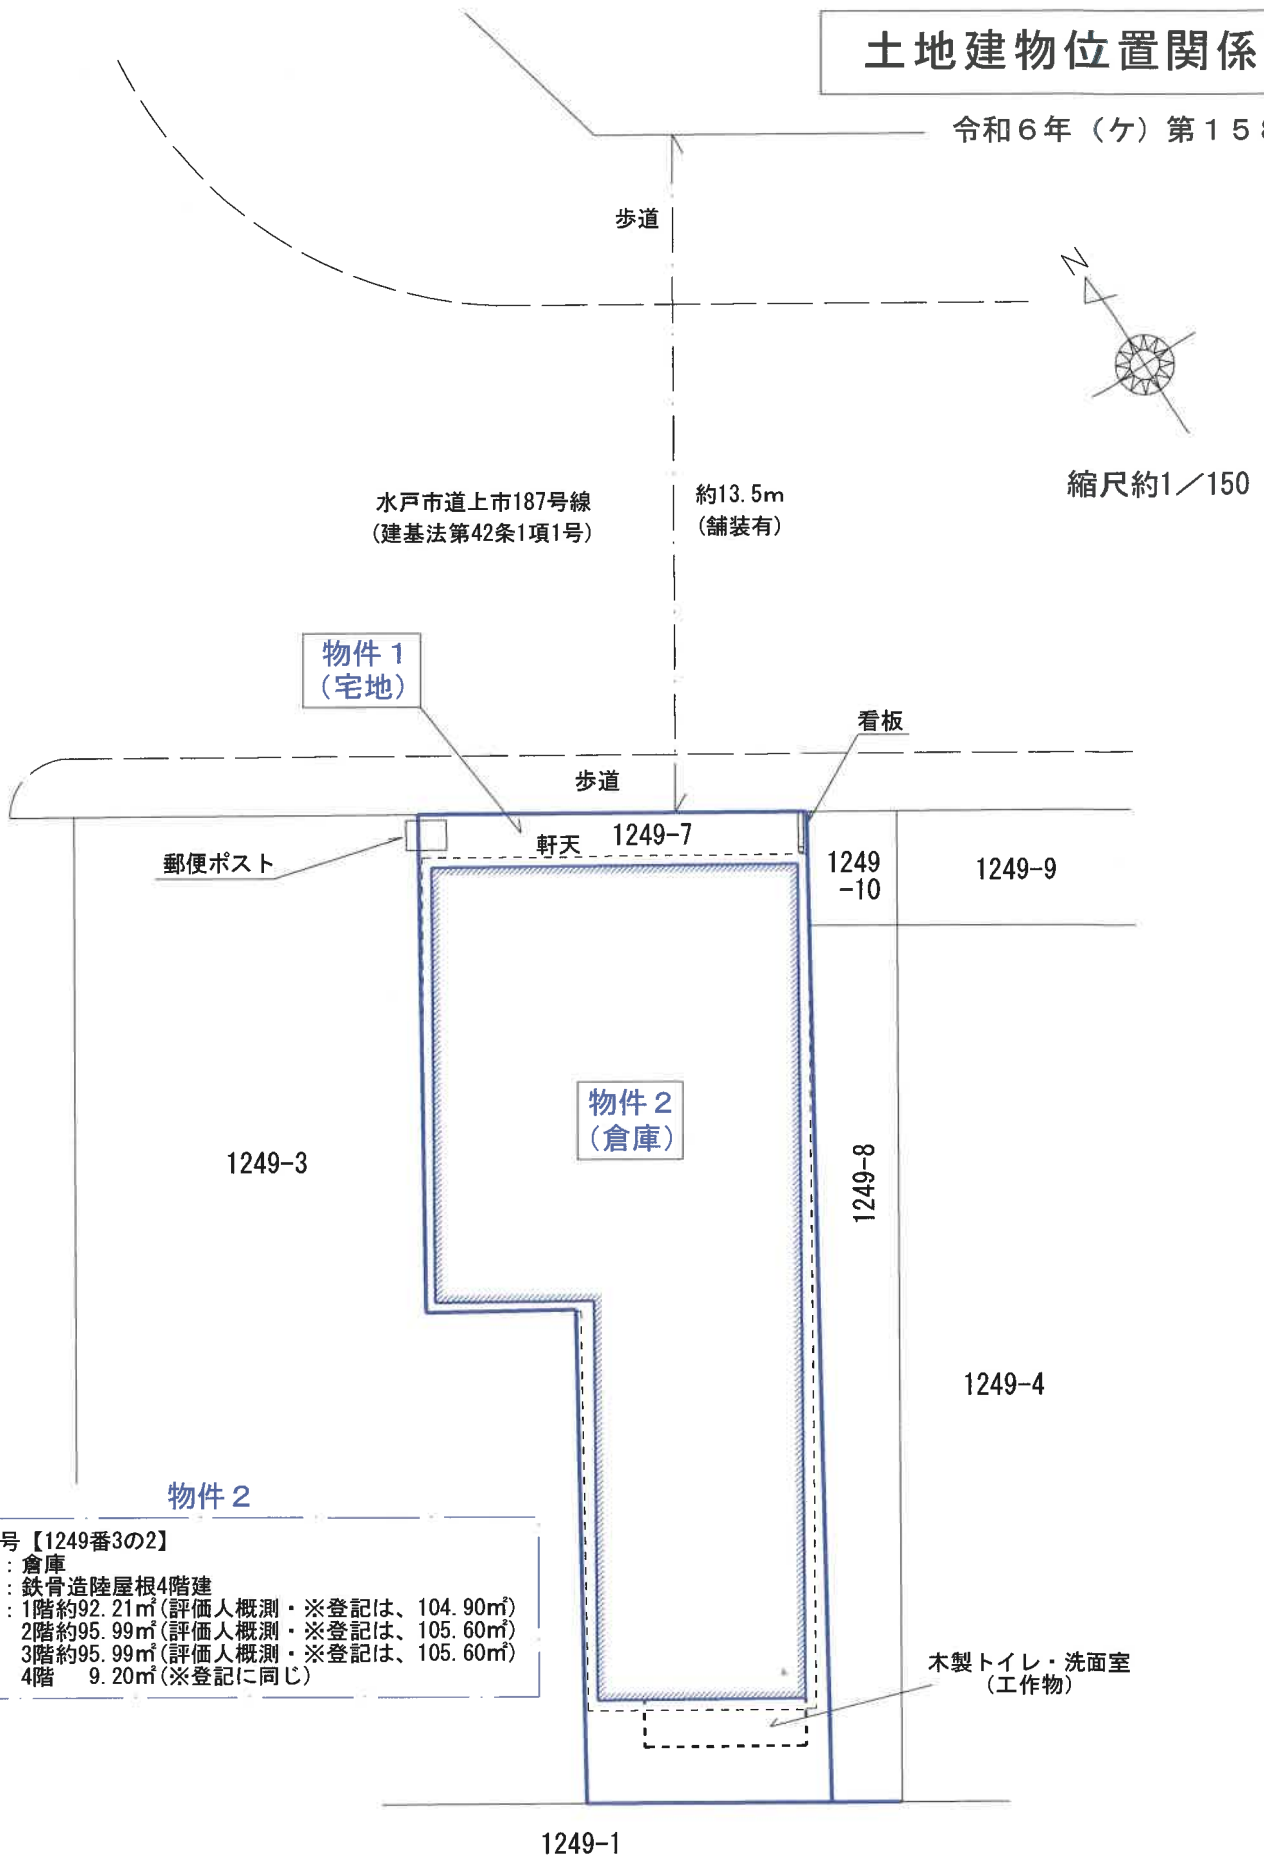 土地建物位置関係
令和6年（ケ）第１５８
歩道
N
縮尺約1／150
水戸市道上市187号線
(建基法第42条1項1号)
約13.5m
(舗装有)
物件１
（宅地）
看板
歩道
郵便ポスト
軒天
1249-7
1249
-10
1249-9
物件２
（倉庫）
1249-3
1249-8
1249-4
物件２
号【1249番3の2】
：倉庫
：鉄骨造陸屋根4階建
：1階約92.21㎡(評価人概測・※登記は、104.90㎡)
2階約95.99㎡(評価人概測・※登記は、105.60㎡)
3階約95.99㎡(評価人概測・※登記は、105.60㎡)
4階　9.20㎡(※登記に同じ)
木製トイレ・洗面室
(工作物)
1249-1